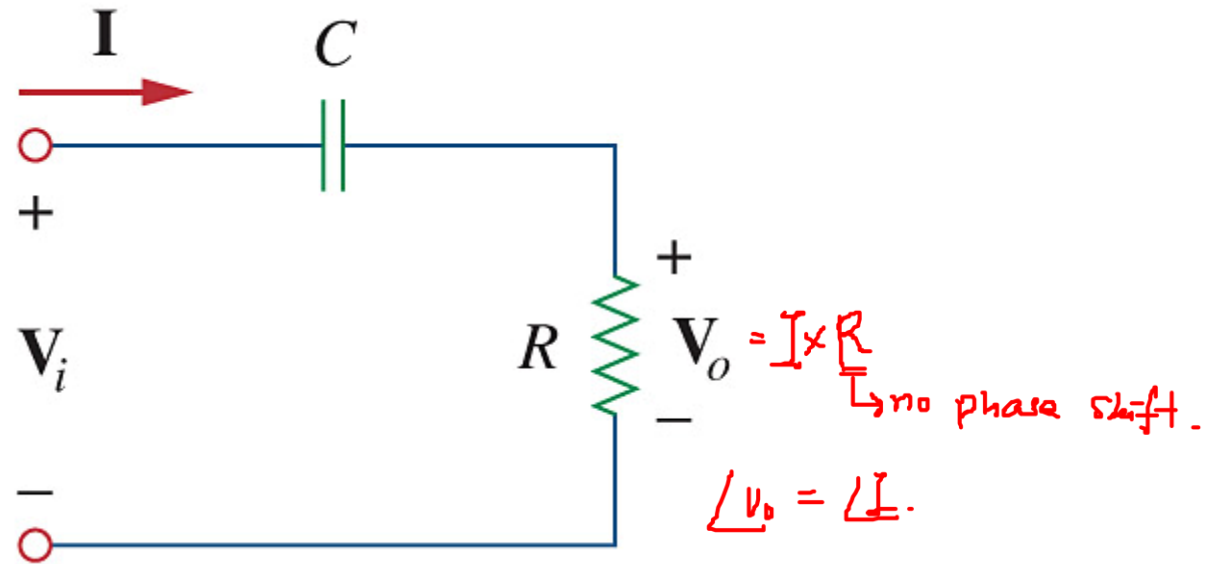 I
C
+
+
V_i
R
V_o = I × R
↳ no phase shift.
−
−
∠V_o = ∠I.